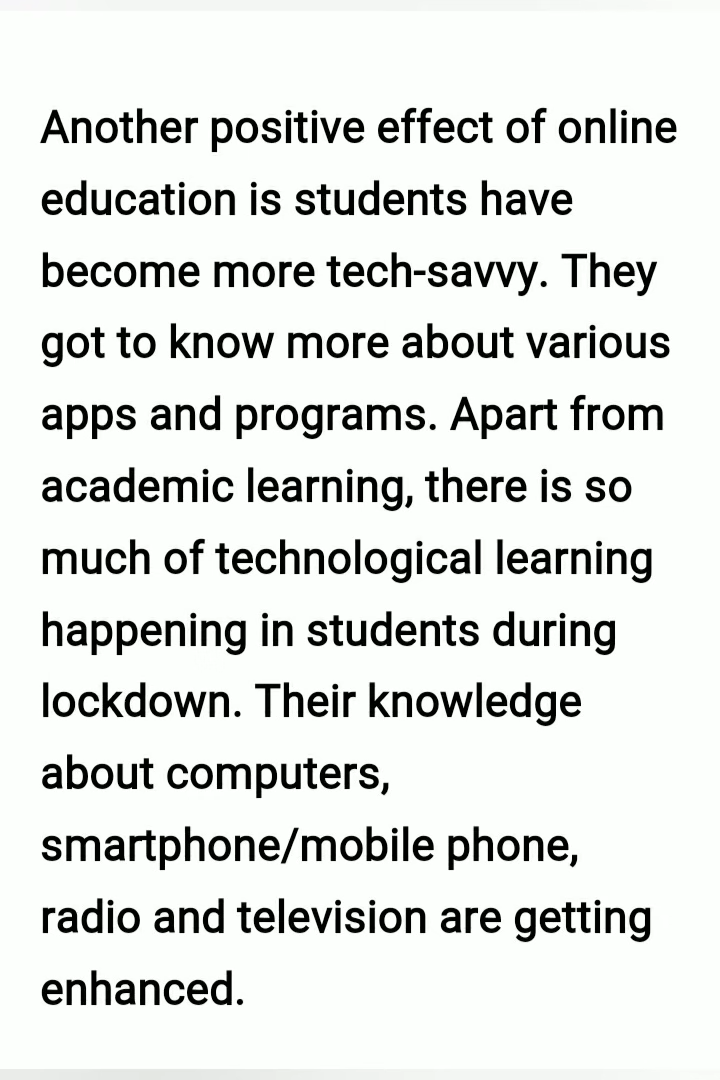 Another positive effect of online
education is students have
become more tech-savvy. They
got to know more about various
apps and programs. Apart from
academic learning, there is so
much of technological learning
happening in students during
lockdown. Their knowledge
about computers,
smartphone/mobile phone,
radio and television are getting
enhanced.